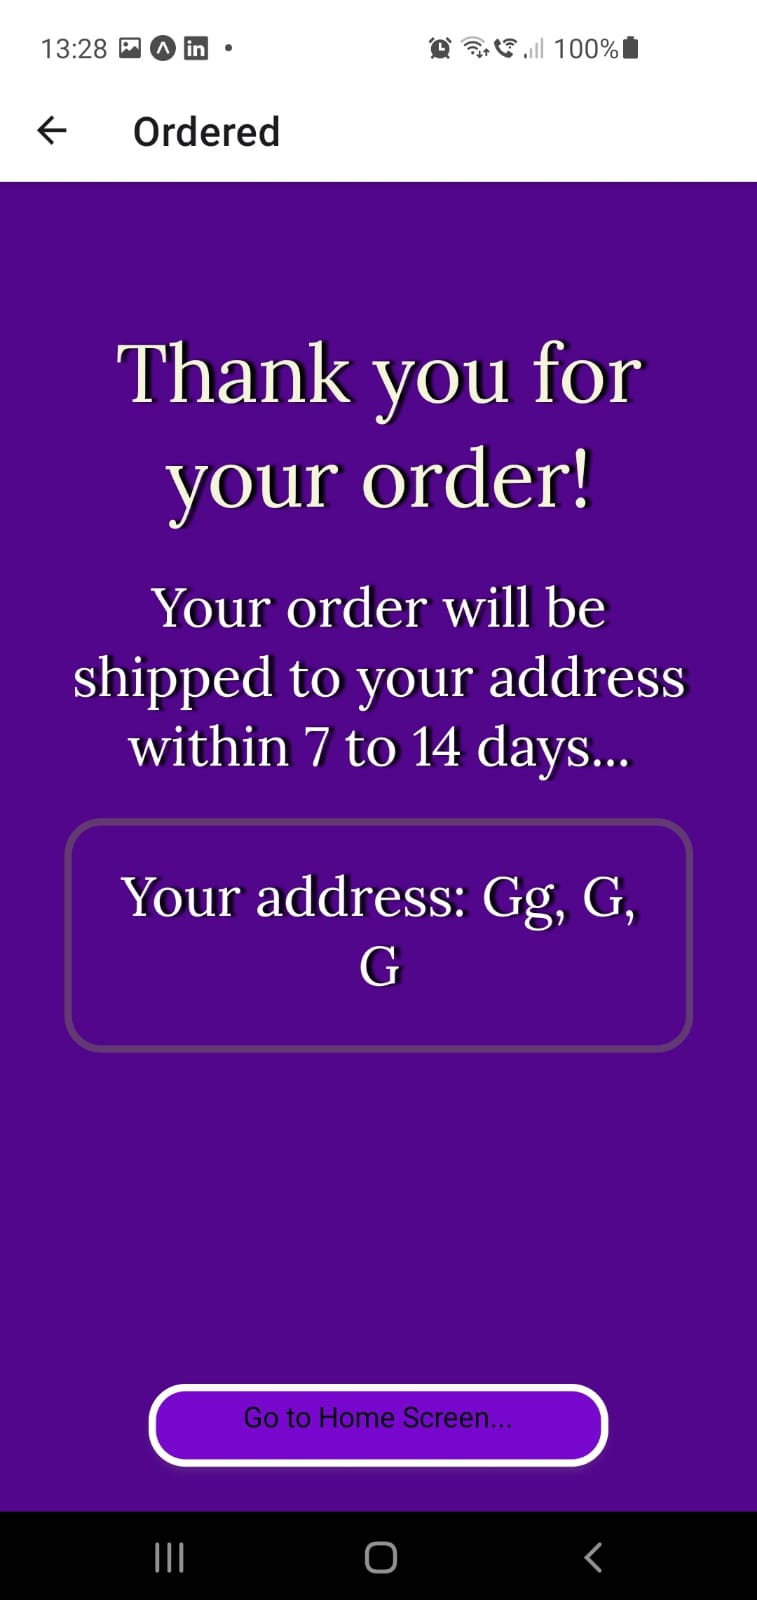 13:28
in
100%
Ordered
Thank you for
your order!
Your order will be
shipped to your address
within 7 to 14 days...
Your address: Gg, G,
G
Go to Home Screen...